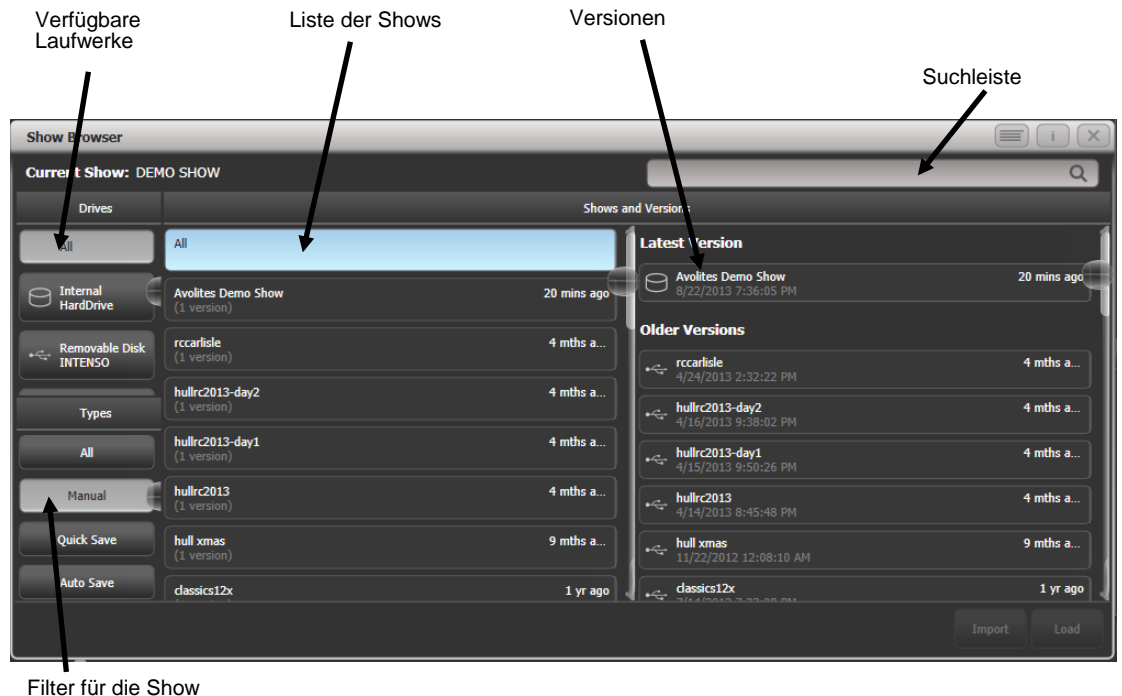 Verfügbare
Laufwerke
Liste der Shows
Versionen
Suchleiste
Show Browser
i
X
Current Show: DEMO SHOW
Drives
Shows and Versions
All
Internal
HardDrive
Removable Disk
INTENSO
Types
All
Manual
Quick Save
Auto Save
All
Avolites Demo Show 20 mins ago
(1 version)
rccarlisle 4 mths a...
(1 version)
hullrc2013-day2 4 mths a...
(1 version)
hullrc2013-day1 4 mths a...
(1 version)
hullrc2013 4 mths a...
(1 version)
hull xmas 9 mths a...
(1 version)
classics12x 1 yr ago
Latest Version
Avolites Demo Show 20 mins ago
8/22/2013 7:36:05 PM
Older Versions
rccarlisle 4 mths a...
4/24/2013 2:32:22 PM
hullrc2013-day2 4 mths a...
4/16/2013 9:38:02 PM
hullrc2013-day1 4 mths a...
4/15/2013 9:50:26 PM
hullrc2013 4 mths a...
4/14/2013 8:45:48 PM
hull xmas 9 mths a...
11/22/2012 12:08:10 AM
classics12x 1 yr ago
Import
Load
Filter für die Show